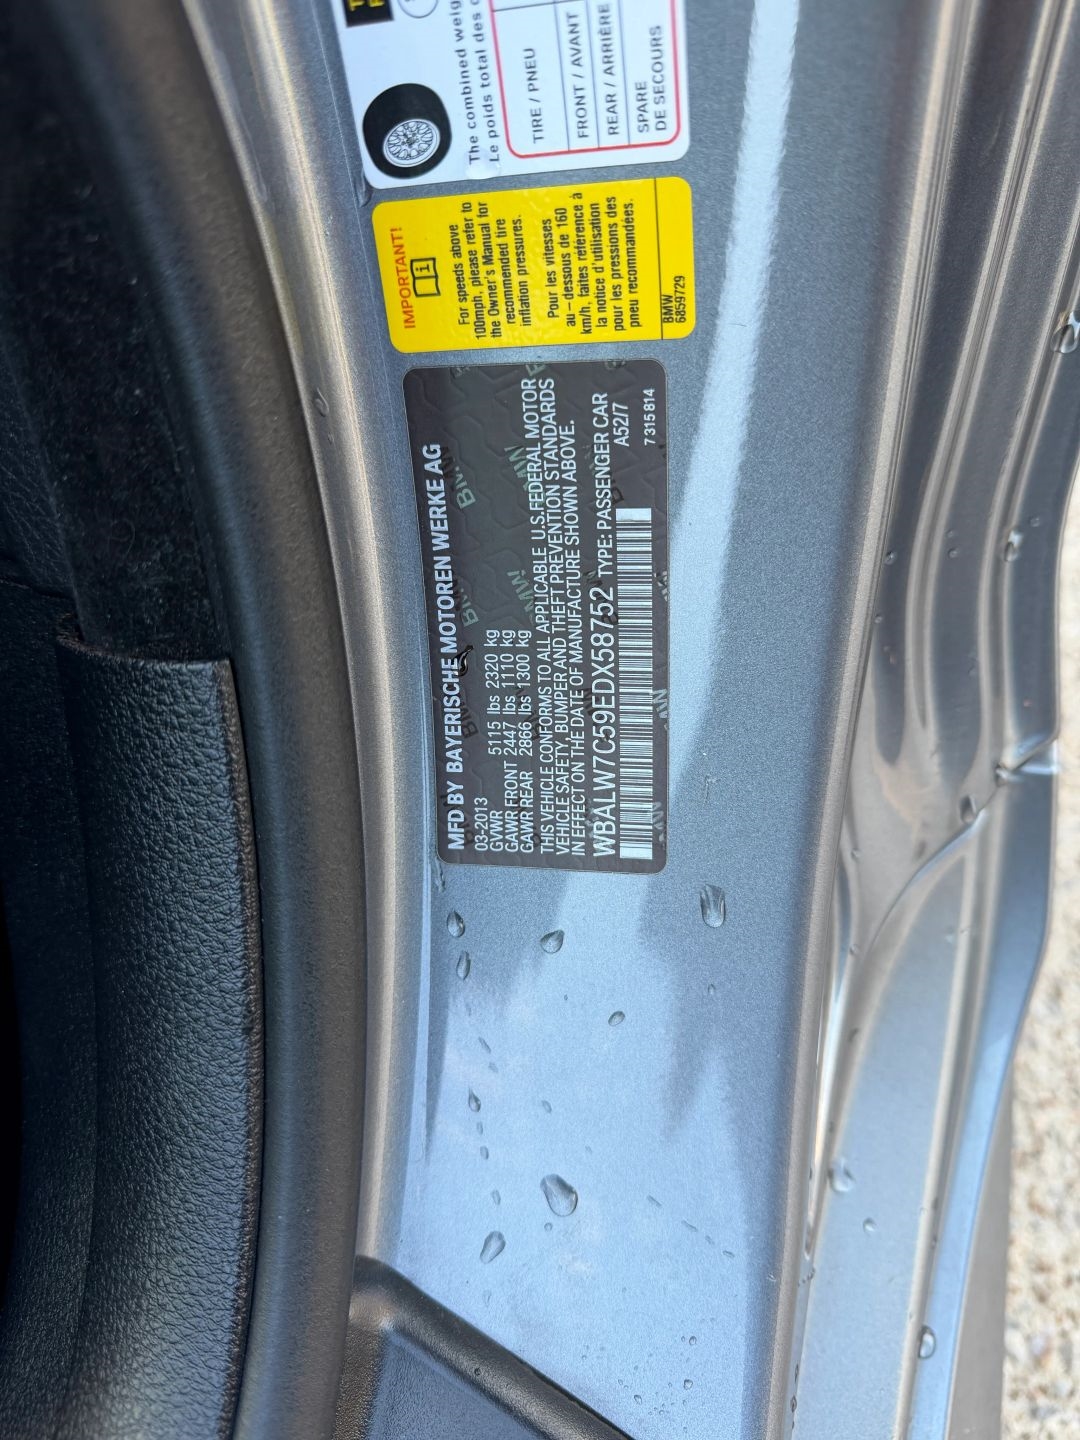 The combined weig
Le poids total des
TIRE / PNEU
FRONT / AVANT
REAR / ARRIÈRE
SPARE
DE SECOURS
IMPORTANT!
i
For speeds above
100mph, please refer to
the Owner's Manual for
recommended tire
inflation pressures.
Pour les vitesses
au – dessous de 160
km/h, faites référence à
la notice d'utilisation
pour les pressions des
pneu recommandées.
BMW
6859729
MFD BY BAYERISCHE MOTOREN WERKE AG
03-2013
GVWR 5115 lbs 2320 kg
GAWR FRONT 2447 lbs 1110 kg
GAWR REAR 2866 lbs 1300 kg
THIS VEHICLE CONFORMS TO ALL APPLICABLE U.S. FEDERAL MOTOR
VEHICLE SAFETY, BUMPER AND THEFT PREVENTION STANDARDS
IN EFFECT ON THE DATE OF MANUFACTURE SHOWN ABOVE.
WBALW7C59EDX58752 TYPE: PASSENGER CAR
A52/7
7 315 814